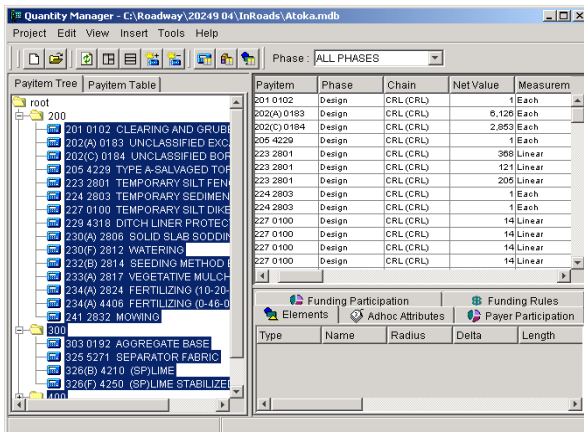 Quantity Manager - C:\Roadway\20249 04\InRoads\Atoka.mdb
Project Edit View Insert Tools Help
Phase : ALL PHASES
Payitem Tree Payitem Table
root
200
201 0102 CLEARING AND GRUBE
202(A) 0183 UNCLASSIFIED EXC
202(C) 0184 UNCLASSIFIED BOR
205 4229 TYPE A-SALVAGED TOP
223 2801 TEMPORARY SILT FEN
224 2803 TEMPORARY SEDIMEN
227 0100 TEMPORARY SILT DIKE
229 4318 DITCH LINER PROTEC
230(A) 2806 SOLID SLAB SODDIN
230(F) 2812 WATERING
232(B) 2814 SEEDING METHOD
233(A) 2817 VEGETATIVE MULCH
234(A) 2824 FERTILIZING (10-20-
234(A) 4406 FERTILIZING (0-46-0
241 2832 MOWING
300
303 0192 AGGREGATE BASE
325 5271 SEPARATOR FABRIC
326(B) 4210 (SP)LIME
326(F) 4250 (SP)LIME STABILIZE
400
Payitem Phase Chain Net Value Measurem
201 0102 Design CRL (CRL) 1 Each
202(A) 0183 Design CRL (CRL) 6,126 Each
202(C) 0184 Design CRL (CRL) 2,853 Each
205 4229 Design CRL (CRL) 1 Each
223 2801 Design CRL (CRL) 368 Linear
223 2801 Design CRL (CRL) 121 Linear
223 2801 Design CRL (CRL) 205 Linear
224 2803 Design CRL (CRL) 1 Each
224 2803 Design CRL (CRL) 1 Each
227 0100 Design CRL (CRL) 14 Linear
227 0100 Design CRL (CRL) 14 Linear
227 0100 Design CRL (CRL) 14 Linear
227 0100 Design CRL (CRL) 14 Linear
Funding Participation Funding Rules
Elements Adhoc Attributes Payer Participation
Type Name Radius Delta Length